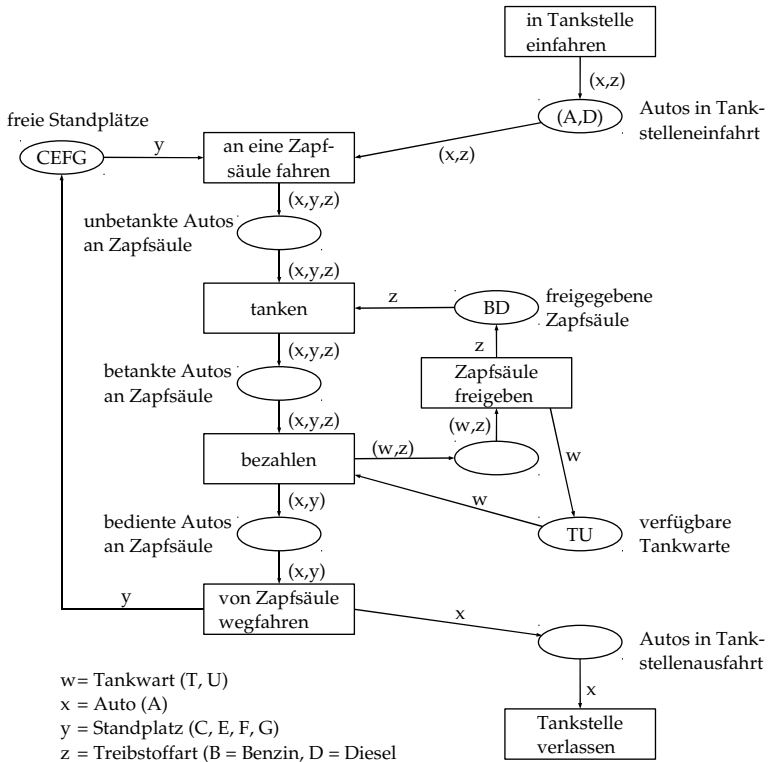 in Tankstelle
einfahren
(x,z)
freie Standplätze
(A,D)
Autos in Tank-
stelleneinfahrt
CEFG
y
an eine Zapf-
säule fahren
(x,z)
(x,y,z)
unbetankte Autos
an Zapfsäule
(x,y,z)
tanken
z
BD
freigegebene
Zapfsäule
(x,y,z)
z
betankte Autos
an Zapfsäule
Zapfsäule
freigeben
(x,y,z)
(w,z)
bezahlen
(w,z)
w
(x,y)
w
bediente Autos
an Zapfsäule
TU
verfügbare
Tankwarte
(x,y)
y
von Zapfsäule
wegfahren
x
Autos in Tank-
stellenausfahrt
x
w= Tankwart (T, U)
x = Auto (A)
y = Standplatz (C, E, F, G)
z = Treibstoffart (B = Benzin, D = Diesel
Tankstelle
verlassen